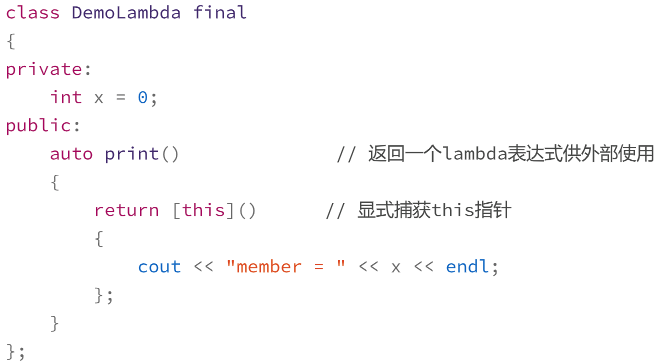 class DemoLambda final
{
private:
    int x = 0;
public:
    auto print()              // 返回一个lambda表达式供外部使用
    {
        return [this]()      // 显式捕获this指针
        {
            cout << "member = " << x << endl;
        };
    }
};